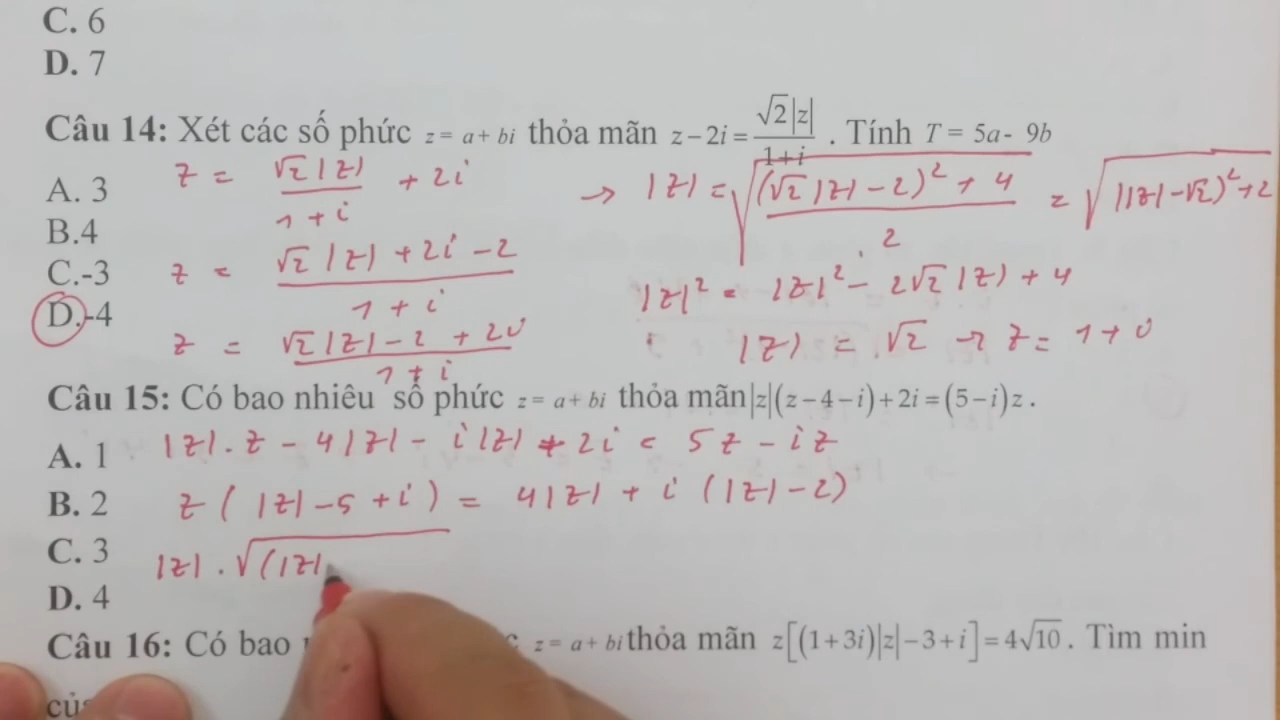 C. 6
D. 7
Câu 14: Xét các số phức z = a + bi thỏa mãn z − 2i = √2|z| / (1+i) . Tính T = 5a - 9b
A. 3
B.4
C.-3
D.-4
z = √2|z| / (1+i) + 2i
z = (√2|z| + 2i − 2) / (1+i)
z = (√2|z| − 2 + 2i) / (1+i)
→ |z| = √(((√2|z| − 2)² + 4) / 2) = √((|z| − √2)² + 2)
|z|² = |z|² − 2√2|z| + 4
|z| = √2 → z = 1 + i
Câu 15: Có bao nhiêu số phức z = a + bi thỏa mãn |z|(z − 4 − i) + 2i = (5 − i)z .
A. 1
B. 2
C. 3
D. 4
|z|.z − 4|z| − i|z| + 2i = 5z − iz
z(|z| − 5 + i) = 4|z| + i(|z| − 2)
|z|.√(|z|
Câu 16: Có bao z = a + bi thỏa mãn z[(1+3i)|z| − 3 + i] = 4√10 . Tìm min